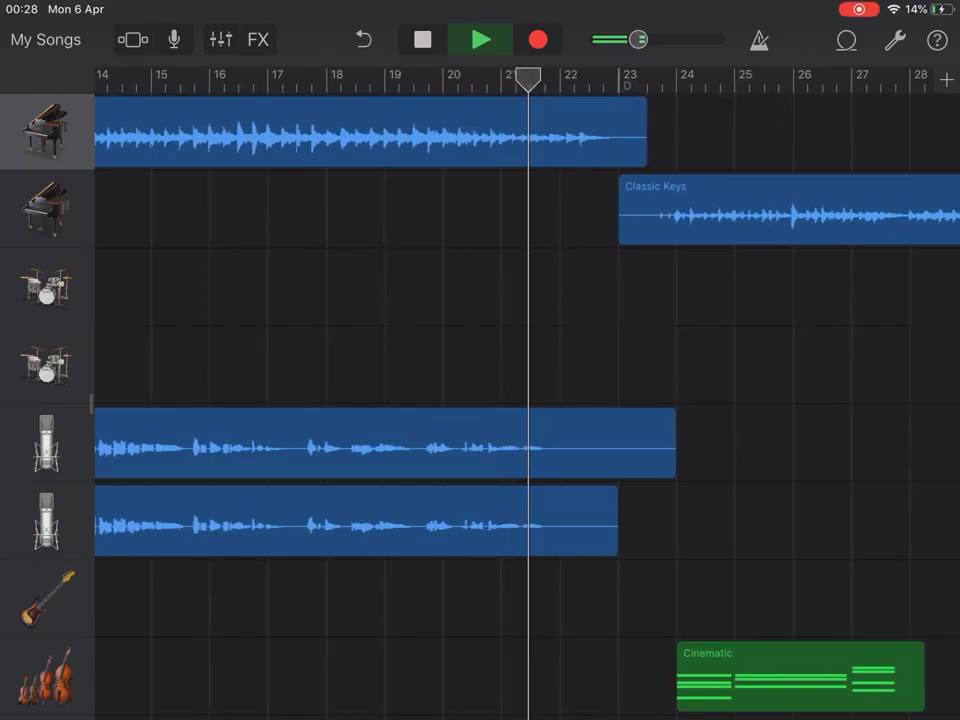 00:28 Mon 6 Apr 14%
My Songs FX
14 15 16 17 18 19 20 21 22 23 24 25 26 27 28
D
Classic Keys
Cinematic